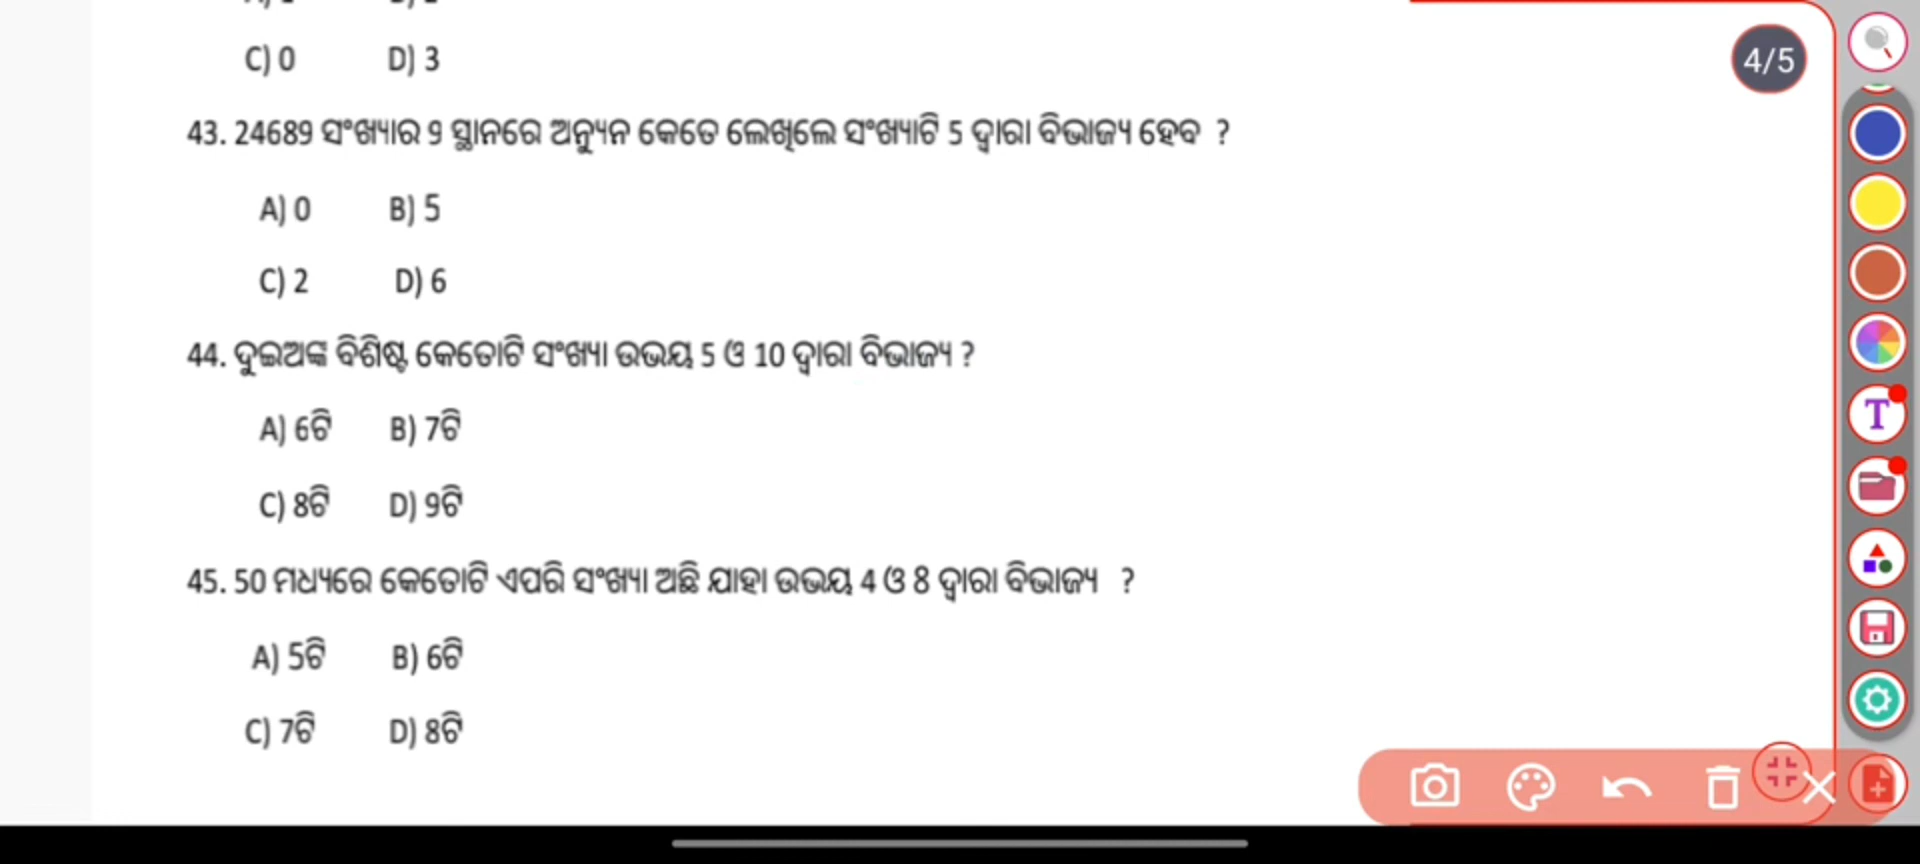 C) 0 D) 3
4/5
43. 24689 ସଂଖ୍ୟାର 9 ସ୍ଥାନରେ ଅନ୍ୟୁନ କେତେ ଲେଖିଲେ ସଂଖ୍ୟାଟି 5 ଦ୍ୱାରା ବିଭାଜ୍ୟ ହେବ ?
A) 0 B) 5
C) 2 D) 6
44. ଦୁଇଅଙ୍କ ବିଶିଷ୍ଟ କେତୋଟି ସଂଖ୍ୟା ଉଭୟ 5 ଓ 10 ଦ୍ୱାରା ବିଭାଜ୍ୟ ?
A) 6ଟି B) 7ଟି
C) 8ଟି D) 9ଟି
45. 50 ମଧ୍ୟରେ କେତୋଟି ଏପରି ସଂଖ୍ୟା ଅଛି ଯାହା ଉଭୟ 4 ଓ 8 ଦ୍ୱାରା ବିଭାଜ୍ୟ ?
A) 5ଟି B) 6ଟି
C) 7ଟି D) 8ଟି
T